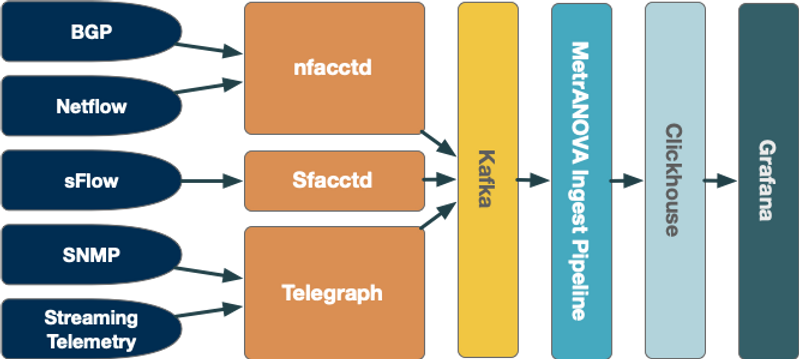 BGP
Netflow
sFlow
SNMP
Streaming
Telemetry
nfacctd
Sfacctd
Telegraph
Kafka
MetrANOVA Ingest Pipeline
Clickhouse
Grafana